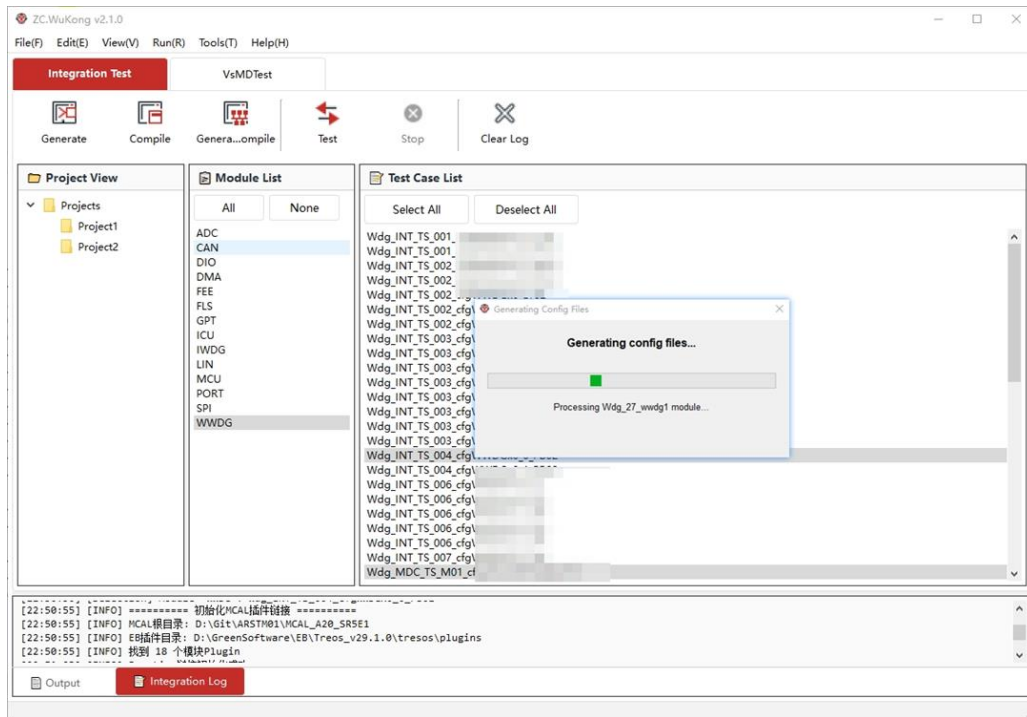 ZC.WuKong v2.1.0
File(F) Edit(E) View(V) Run(R) Tools(T) Help(H)
Integration Test VsMDTest
Generate Compile Genera...ompile Test Stop Clear Log
Project View
Projects
Project1
Project2
Module List
All None
ADC
CAN
DIO
DMA
FEE
FLS
GPT
ICU
IWDG
LIN
MCU
PORT
SPI
WWDG
Test Case List
Select All Deselect All
Wdg_INT_TS_001_
Wdg_INT_TS_001_
Wdg_INT_TS_002_
Wdg_INT_TS_002_
Wdg_INT_TS_002_
Wdg_INT_TS_002_cfg\
Wdg_INT_TS_002_cfg\
Wdg_INT_TS_003_cfg\
Wdg_INT_TS_003_cfg\
Wdg_INT_TS_003_cfg\
Wdg_INT_TS_003_cfg\
Wdg_INT_TS_003_cfg\
Wdg_INT_TS_003_cfg\
Wdg_INT_TS_003_cfg\
Wdg_INT_TS_003_cfg\
Wdg_INT_TS_004_cfg\
Wdg_INT_TS_004_cfg\
Wdg_INT_TS_006_cfg\
Wdg_INT_TS_006_cfg\
Wdg_INT_TS_006_cfg\
Wdg_INT_TS_006_cfg\
Wdg_INT_TS_006_cfg\
Wdg_INT_TS_007_cfg\
Wdg_MDC_TS_M01_cf
Generating Config Files
Generating config files...
Processing Wdg_27_wwdg1 module...
[22:50:55] [INFO] ========== 初始化MCAL插件链接 ==========
[22:50:55] [INFO] MCAL根目录: D:\Git\ARSTM01\MCAL_A20_SR5E1
[22:50:55] [INFO] EB插件目录: D:\GreenSoftware\EB\Treos_v29.1.0\tresos\plugins
[22:50:55] [INFO] 找到 18 个模块Plugin
Output Integration Log